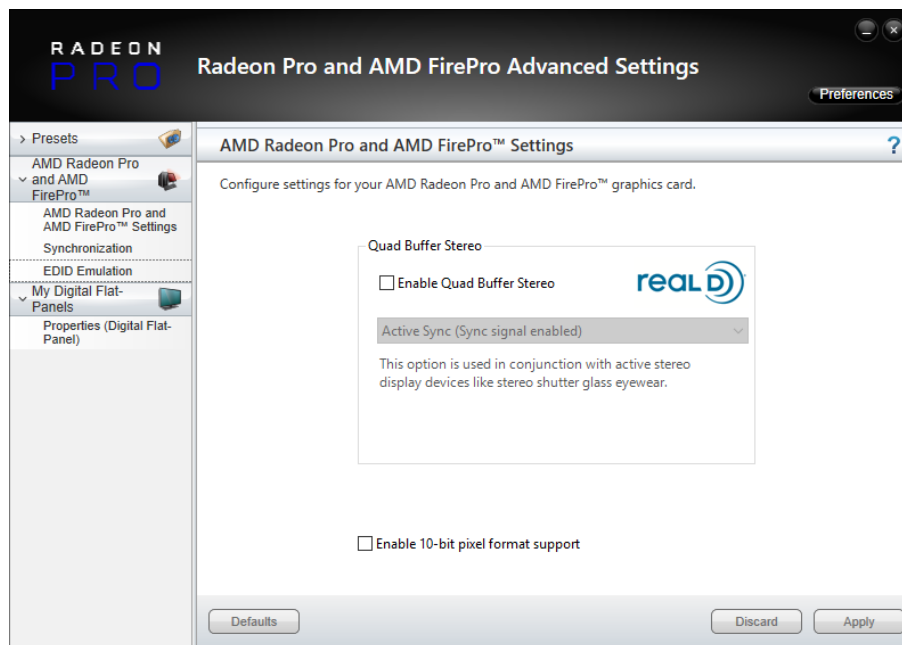 RADEON
PRO
Radeon Pro and AMD FirePro Advanced Settings
Preferences
Presets
AMD Radeon Pro
and AMD
FirePro™
AMD Radeon Pro and
AMD FirePro™ Settings
Synchronization
EDID Emulation
My Digital Flat-
Panels
Properties (Digital Flat-
Panel)
AMD Radeon Pro and AMD FirePro™ Settings
?
Configure settings for your AMD Radeon Pro and AMD FirePro™ graphics card.
Quad Buffer Stereo
Enable Quad Buffer Stereo
reaL D
Active Sync (Sync signal enabled)
This option is used in conjunction with active stereo
display devices like stereo shutter glass eyewear.
Enable 10-bit pixel format support
Defaults
Discard
Apply